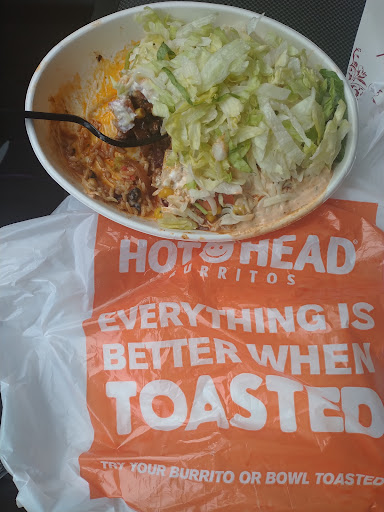 HOT HEAD
BURRITOS
EVERYTHING IS
BETTER WHEN
TOASTED
TRY YOUR BURRITO OR BOWL TOASTED